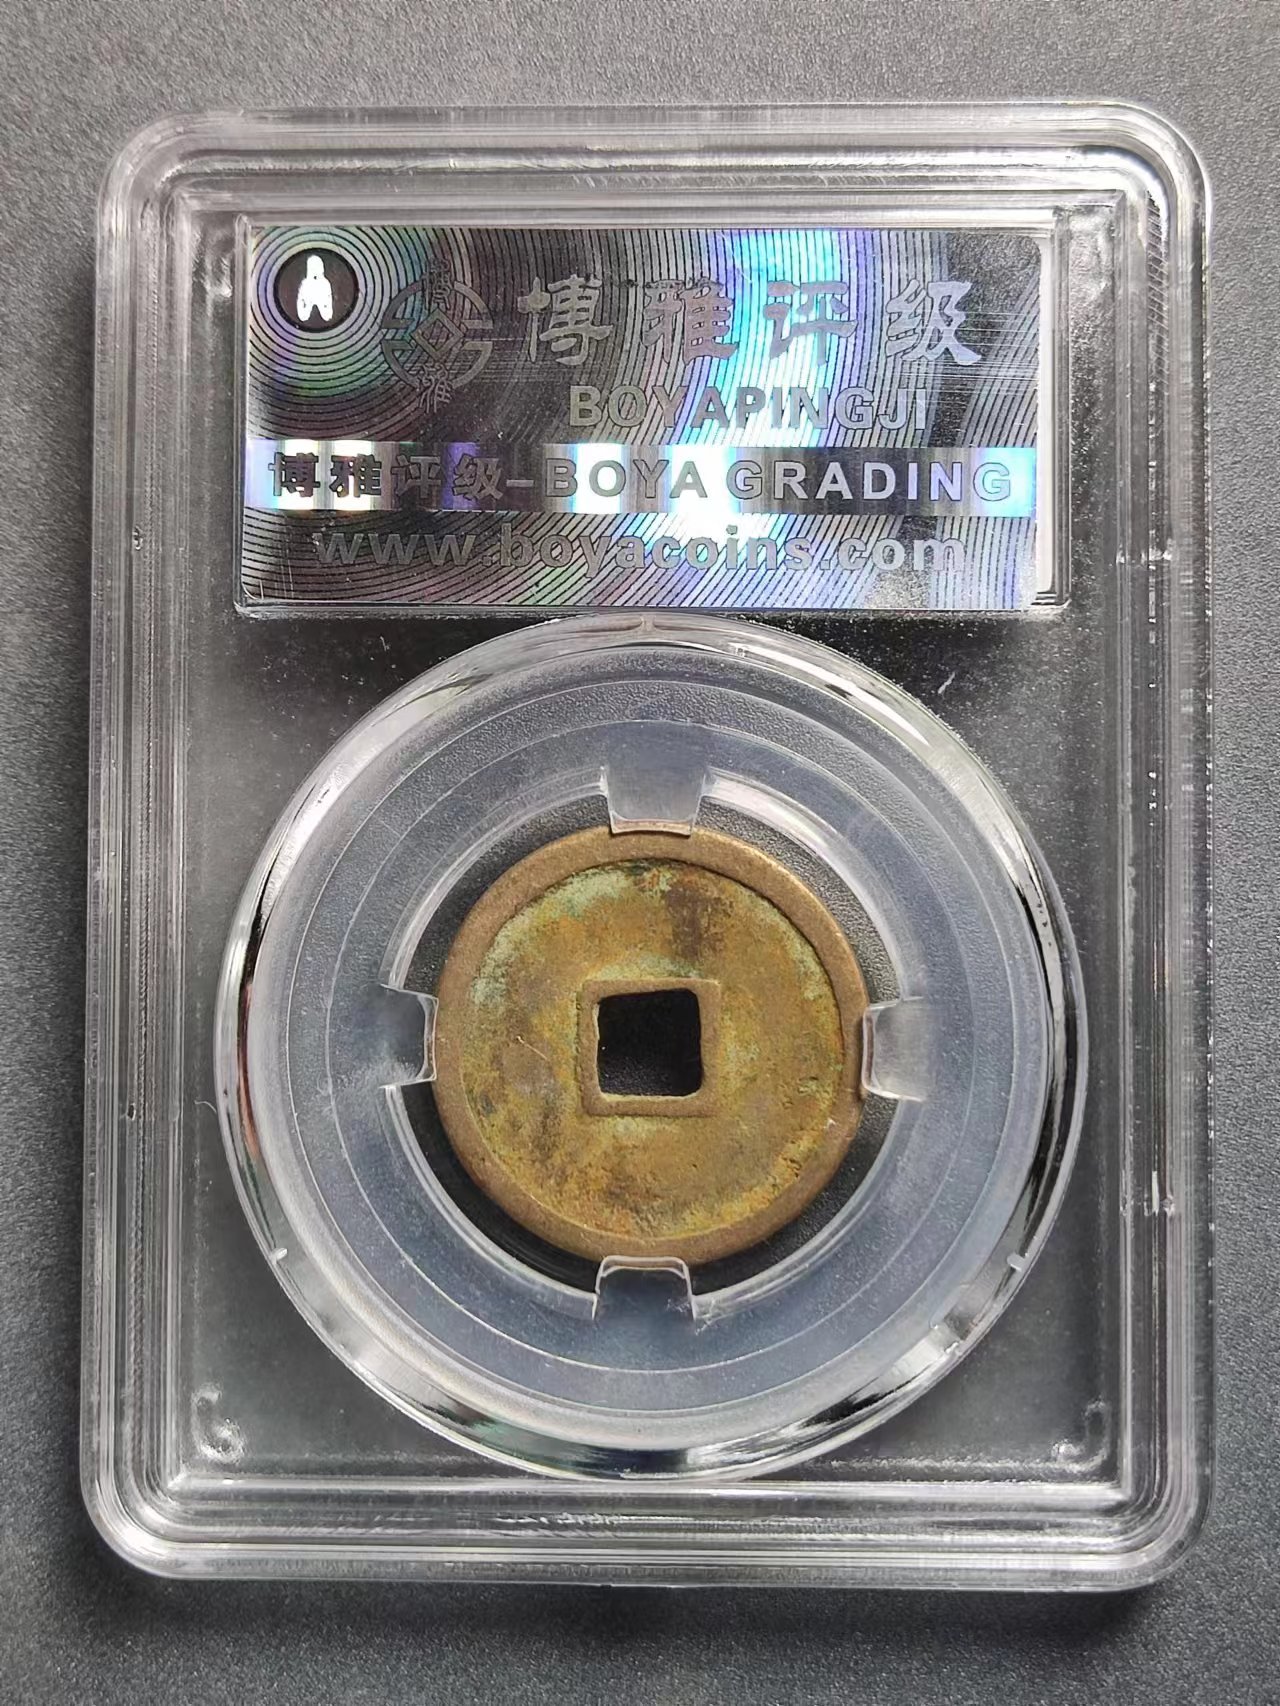 博雅评级
BOYAPINGJI
博雅评级-BOYA GRADING
www.boyacoins.com